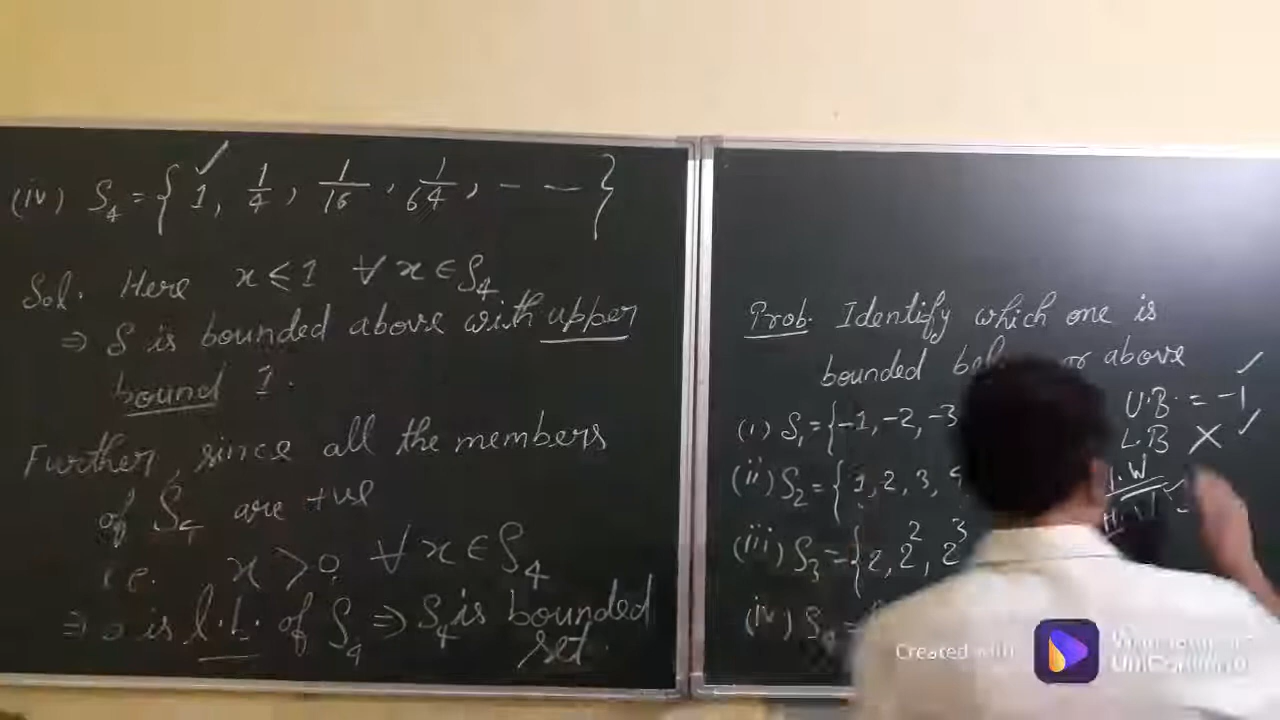 (iv) S₄ = { 1, 1/4, 1/16, 1/64, - - }
Sol. Here x ≤ 1 ∀ x ∈ S₄
⇒ S is bounded above with upper
bound 1.
Further, since all the members
of S₄ are +ve
i.e. x > 0, ∀ x ∈ S₄
⇒ 0 is l.b. of S₄ ⇒ S₄ is bounded
set.
Prob. Identify which one is
bounded or above
(i) S₁ = {-1, -2, -3 U.B. = -1 ✓
L.B ✗ ✓
(ii) S₂ = { 1, 2, 3,
(iii) S₃ = {2, 2², 2³
(iv) S₄ =
Created with